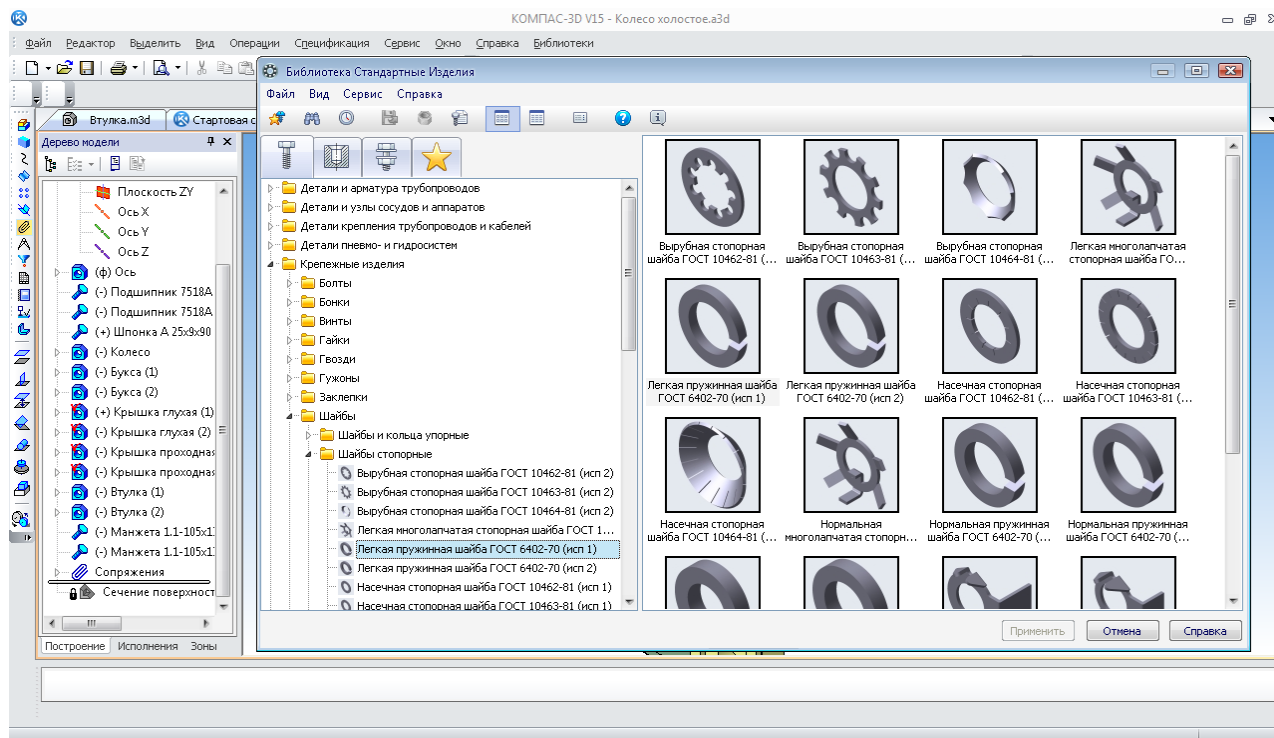 КОМПАС-3D V15 - Колесо холостое.a3d
Файл Редактор Выделить Вид Операции Спецификация Сервис Окно Справка Библиотеки
Втулка.m3d
Стартовая с
Дерево модели
Плоскость ZY
Ось X
Ось Y
Ось Z
(ф) Ось
(-) Подшипник 7518А
(-) Подшипник 7518А
(+) Шпонка А 25x9x90
(-) Колесо
(-) Букса (1)
(-) Букса (2)
(+) Крышка глухая (1)
(-) Крышка глухая (2)
(-) Крышка проходная
(-) Крышка проходная
(-) Втулка (1)
(-) Втулка (2)
(-) Манжета 1.1-105x1
(-) Манжета 1.1-105x1
Сопряжения
Сечение поверхност
Построение Исполнения Зоны
Библиотека Стандартные Изделия
Файл Вид Сервис Справка
Детали и арматура трубопроводов
Детали и узлы сосудов и аппаратов
Детали крепления трубопроводов и кабелей
Детали пневмо- и гидросистем
Крепежные изделия
Болты
Бонки
Винты
Гайки
Гвозди
Гужоны
Заклепки
Шайбы
Шайбы и кольца упорные
Шайбы стопорные
Вырубная стопорная шайба ГОСТ 10462-81 (исп 2)
Вырубная стопорная шайба ГОСТ 10463-81 (исп 2)
Вырубная стопорная шайба ГОСТ 10464-81 (исп 2)
Легкая многолапчатая стопорная шайба ГОСТ 1...
Легкая пружинная шайба ГОСТ 6402-70 (исп 1)
Легкая пружинная шайба ГОСТ 6402-70 (исп 2)
Насечная стопорная шайба ГОСТ 10462-81 (исп 1)
Насечная стопорная шайба ГОСТ 10463-81 (исп 1)
Вырубная стопорная
шайба ГОСТ 10462-81 (...
Вырубная стопорная
шайба ГОСТ 10463-81 (...
Вырубная стопорная
шайба ГОСТ 10464-81 (...
Легкая многолапчатая
стопорная шайба ГО...
Легкая пружинная шайба
ГОСТ 6402-70 (исп 1)
Легкая пружинная шайба
ГОСТ 6402-70 (исп 2)
Насечная стопорная
шайба ГОСТ 10462-81 (...
Насечная стопорная
шайба ГОСТ 10463-81 (...
Насечная стопорная
шайба ГОСТ 10464-81 (...
Нормальная
многолапчатая стопорн...
Нормальная пружинная
шайба ГОСТ 6402-70 (...
Нормальная пружинная
шайба ГОСТ 6402-70 (...
Применить Отмена Справка